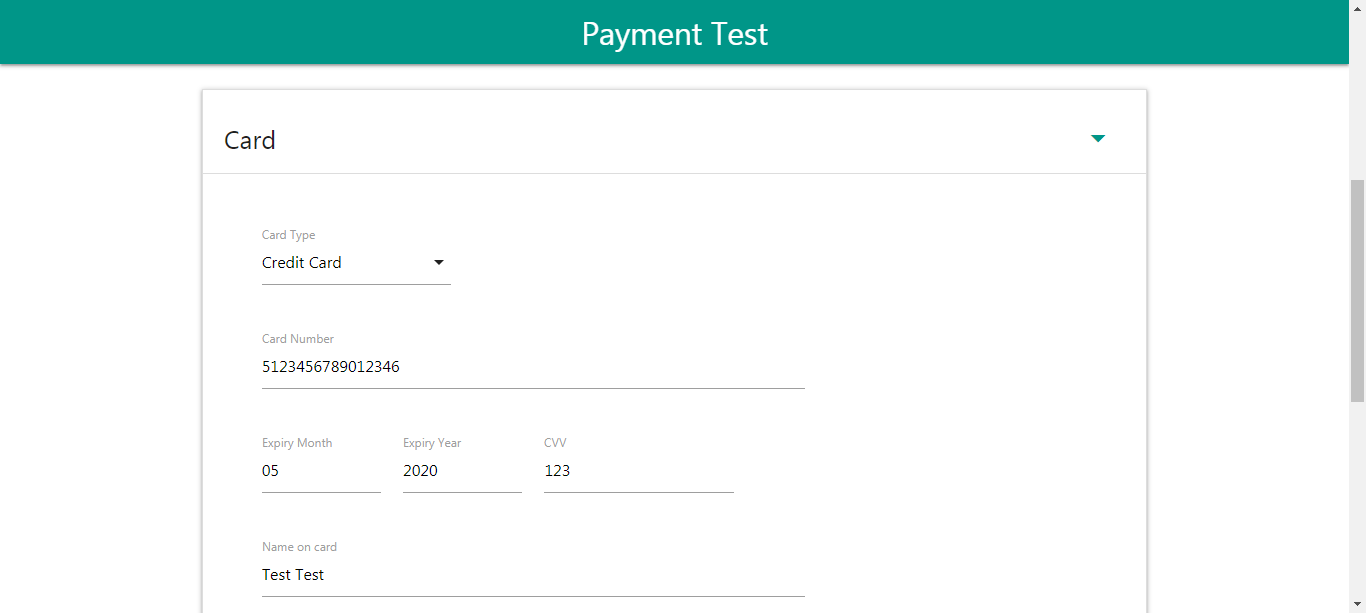 Payment Test
Card
Card Type
Credit Card
Card Number
5123456789012346
Expiry Month Expiry Year CVV
05 2020 123
Name on card
Test Test